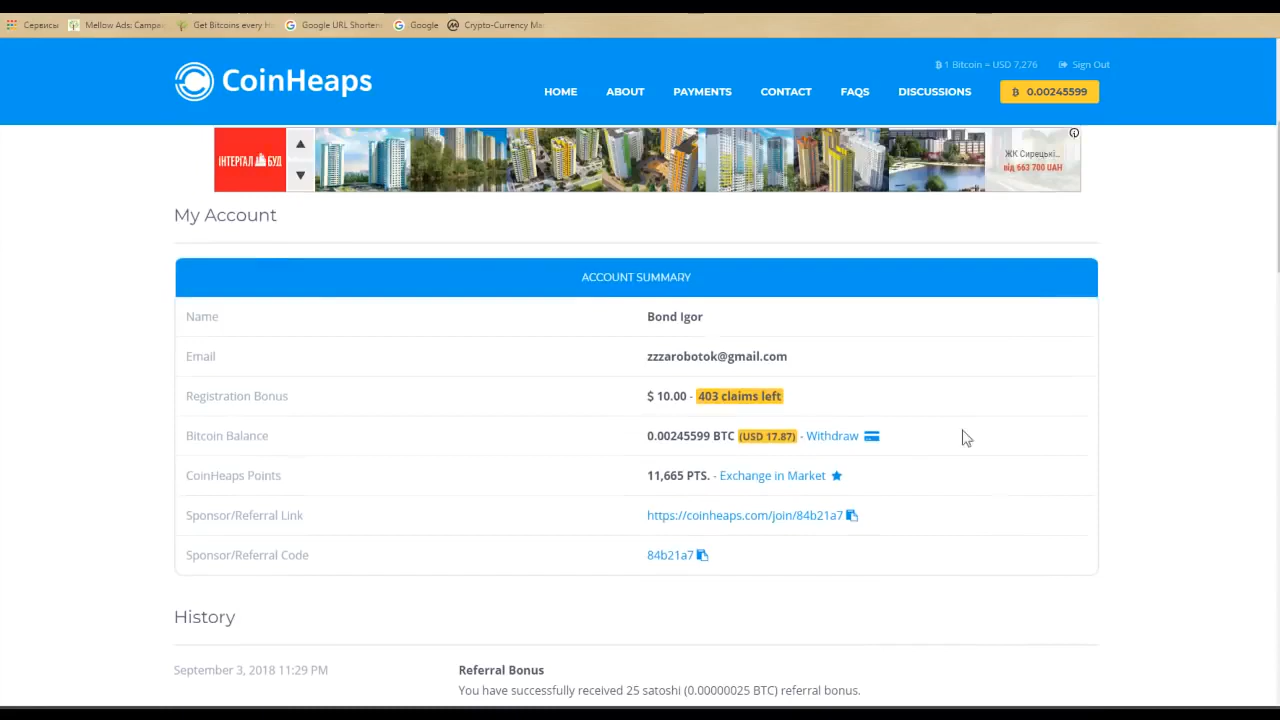 Сервисы
Mellow Ads: Campa
Get Bitcoins every H
Google URL Shorten
Google
Crypto-Currency Ma
CoinHeaps
1 Bitcoin = USD 7,276
Sign Out
HOME
ABOUT
PAYMENTS
CONTACT
FAQS
DISCUSSIONS
0.00245599
ІНТЕРГАЛ БУД
ЖК Сирецькі...
від 663 700 UAH
My Account
ACCOUNT SUMMARY
Name Bond Igor
Email zzzarobotok@gmail.com
Registration Bonus $ 10.00 - 403 claims left
Bitcoin Balance 0.00245599 BTC (USD 17.87) - Withdraw
CoinHeaps Points 11,665 PTS. - Exchange in Market
Sponsor/Referral Link https://coinheaps.com/join/84b21a7
Sponsor/Referral Code 84b21a7
History
September 3, 2018 11:29 PM Referral Bonus
You have successfully received 25 satoshi (0.00000025 BTC) referral bonus.